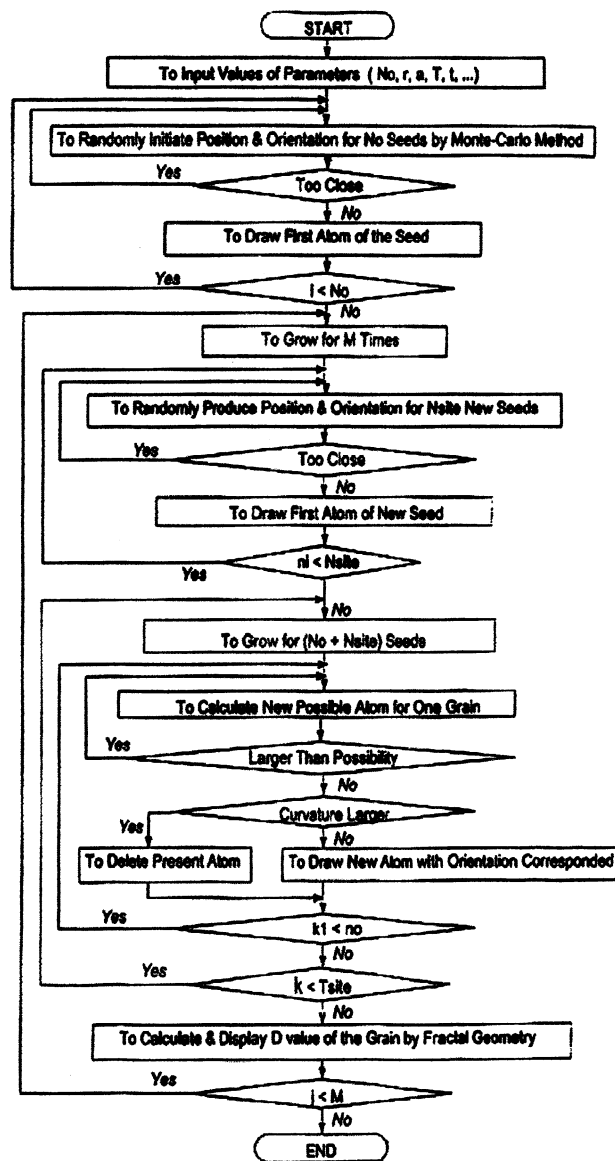 START
To Input Values of Parameters ( No, r, a, T, t, ...)
To Randomly Initiate Position & Orientation for No Seeds by Monte-Carlo Method
Yes
Too Close
No
To Draw First Atom of the Seed
Yes
i < No
No
To Grow for M Times
To Randomly Produce Position & Orientation for Nsite New Seeds
Yes
Too Close
No
To Draw First Atom of New Seed
Yes
ni < Nsite
No
To Grow for (No + Nsite) Seeds
To Calculate New Possible Atom for One Grain
Yes
Larger Than Possibility
No
Yes
Curvature Larger
No
To Delete Present Atom
To Draw New Atom with Orientation Corresponded
Yes
k1 < no
No
Yes
k < Tsite
No
To Calculate & Display D value of the Grain by Fractal Geometry
Yes
j < M
No
END